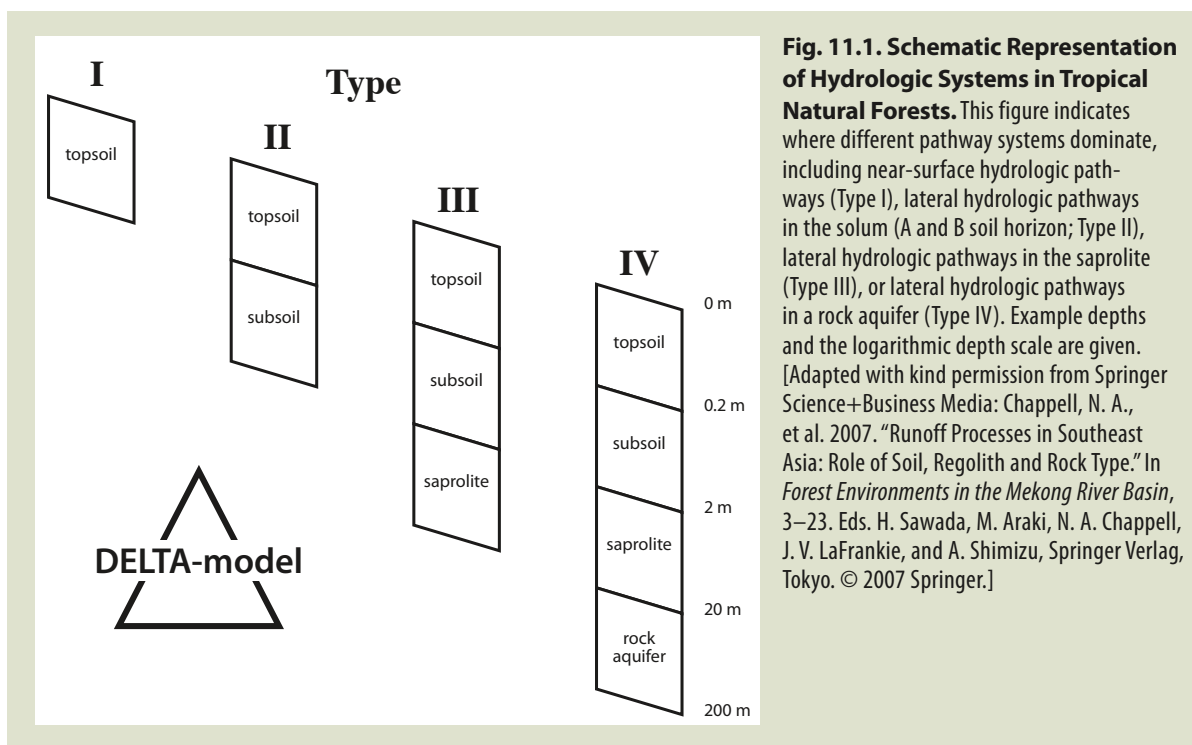 I
Type
topsoil
II
topsoil
subsoil
III
topsoil
subsoil
saprolite
IV
topsoil
subsoil
saprolite
rock
aquifer
0 m
0.2 m
2 m
20 m
200 m
DELTA-model
Fig. 11.1. Schematic Representation
of Hydrologic Systems in Tropical
Natural Forests. This figure indicates
where different pathway systems dominate,
including near-surface hydrologic path-
ways (Type I), lateral hydrologic pathways
in the solum (A and B soil horizon; Type II),
lateral hydrologic pathways in the saprolite
(Type III), or lateral hydrologic pathways
in a rock aquifer (Type IV). Example depths
and the logarithmic depth scale are given.
[Adapted with kind permission from Springer
Science+Business Media: Chappell, N. A.,
et al. 2007. “Runoff Processes in Southeast
Asia: Role of Soil, Regolith and Rock Type.” In
Forest Environments in the Mekong River Basin,
3–23. Eds. H. Sawada, M. Araki, N. A. Chappell,
J. V. LaFrankie, and A. Shimizu, Springer Verlag,
Tokyo. © 2007 Springer.]